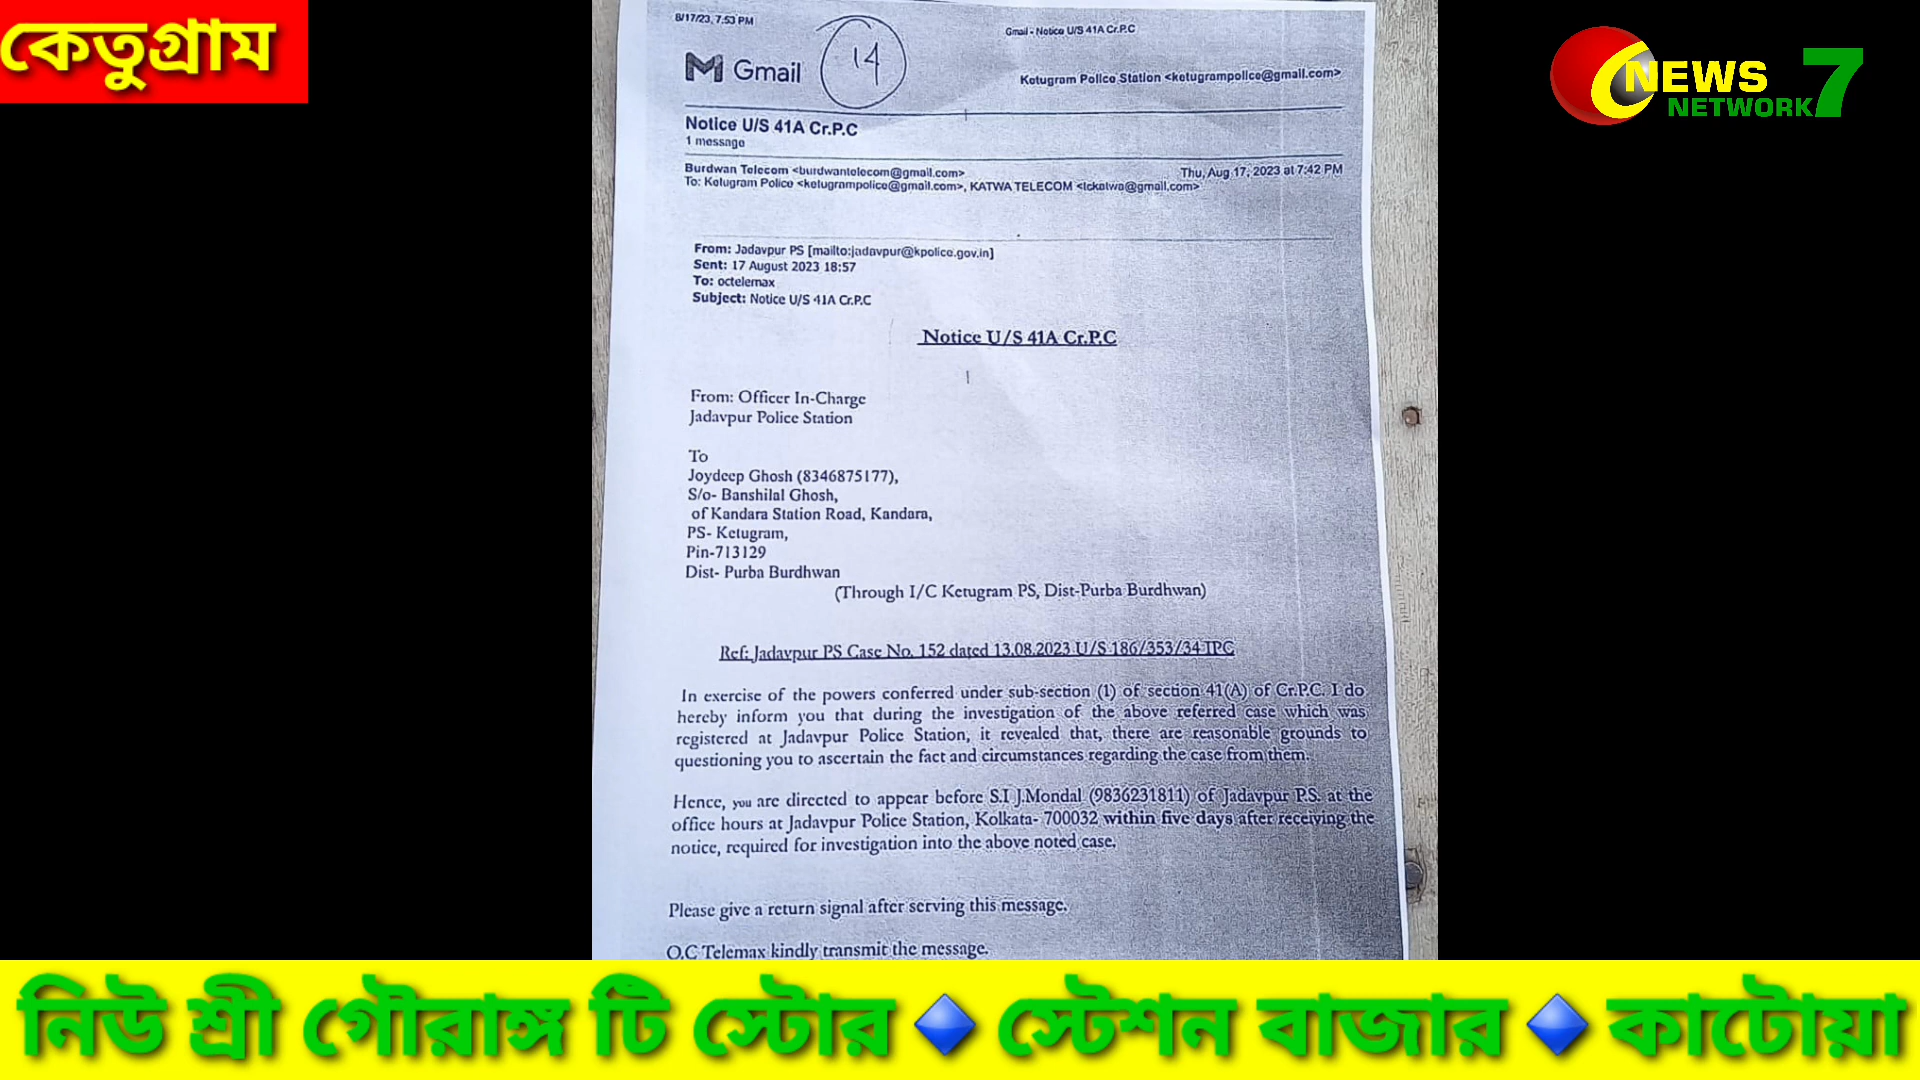 কেতুগ্রাম
NEWS
NETWORK 7
8/17/23, 7:53 PM
Gmail - Notice U/S 41A Cr.P.C
14
Gmail
Ketugram Police Station <ketugrampolice@gmail.com>
Notice U/S 41A Cr.P.C
1 message
Burdwan Telecom <burdwantelecom@gmail.com>
Thu, Aug 17, 2023 at 7:42 PM
To: Ketugram Police <ketugrampolice@gmail.com>, KATWA TELECOM <tckatwa@gmail.com>
From: Jadavpur PS [mailto:jadavpur@kpolice.gov.in]
Sent: 17 August 2023 18:57
To: octelemax
Subject: Notice U/S 41A Cr.P.C
Notice U/S 41A Cr.P.C
From: Officer In-Charge
Jadavpur Police Station
To
Joydeep Ghosh (8346875177),
S/o- Banshilal Ghosh,
of Kandara Station Road, Kandara,
PS- Ketugram,
Pin-713129
Dist- Purba Burdhwan
(Through I/C Ketugram PS, Dist-Purba Burdhwan)
Ref: Jadavpur PS Case No. 152 dated 13.08.2023 U/S 186/353/34 IPC
In exercise of the powers conferred under sub-section (1) of section 41(A) of Cr.P.C. I do
hereby inform you that during the investigation of the above referred case which was
registered at Jadavpur Police Station, it revealed that, there are reasonable grounds to
questioning you to ascertain the fact and circumstances regarding the case from them.
Hence, you are directed to appear before S.I J.Mondal (9836231811) of Jadavpur P.S. at the
office hours at Jadavpur Police Station, Kolkata- 700032 within five days after receiving the
notice, required for investigation into the above noted case.
Please give a return signal after serving this message.
O.C Telemax kindly transmit the message.
নিউ শ্রী গৌরাঙ্গ টি স্টোর 🔷 স্টেশন বাজার 🔷 কাটোয়া